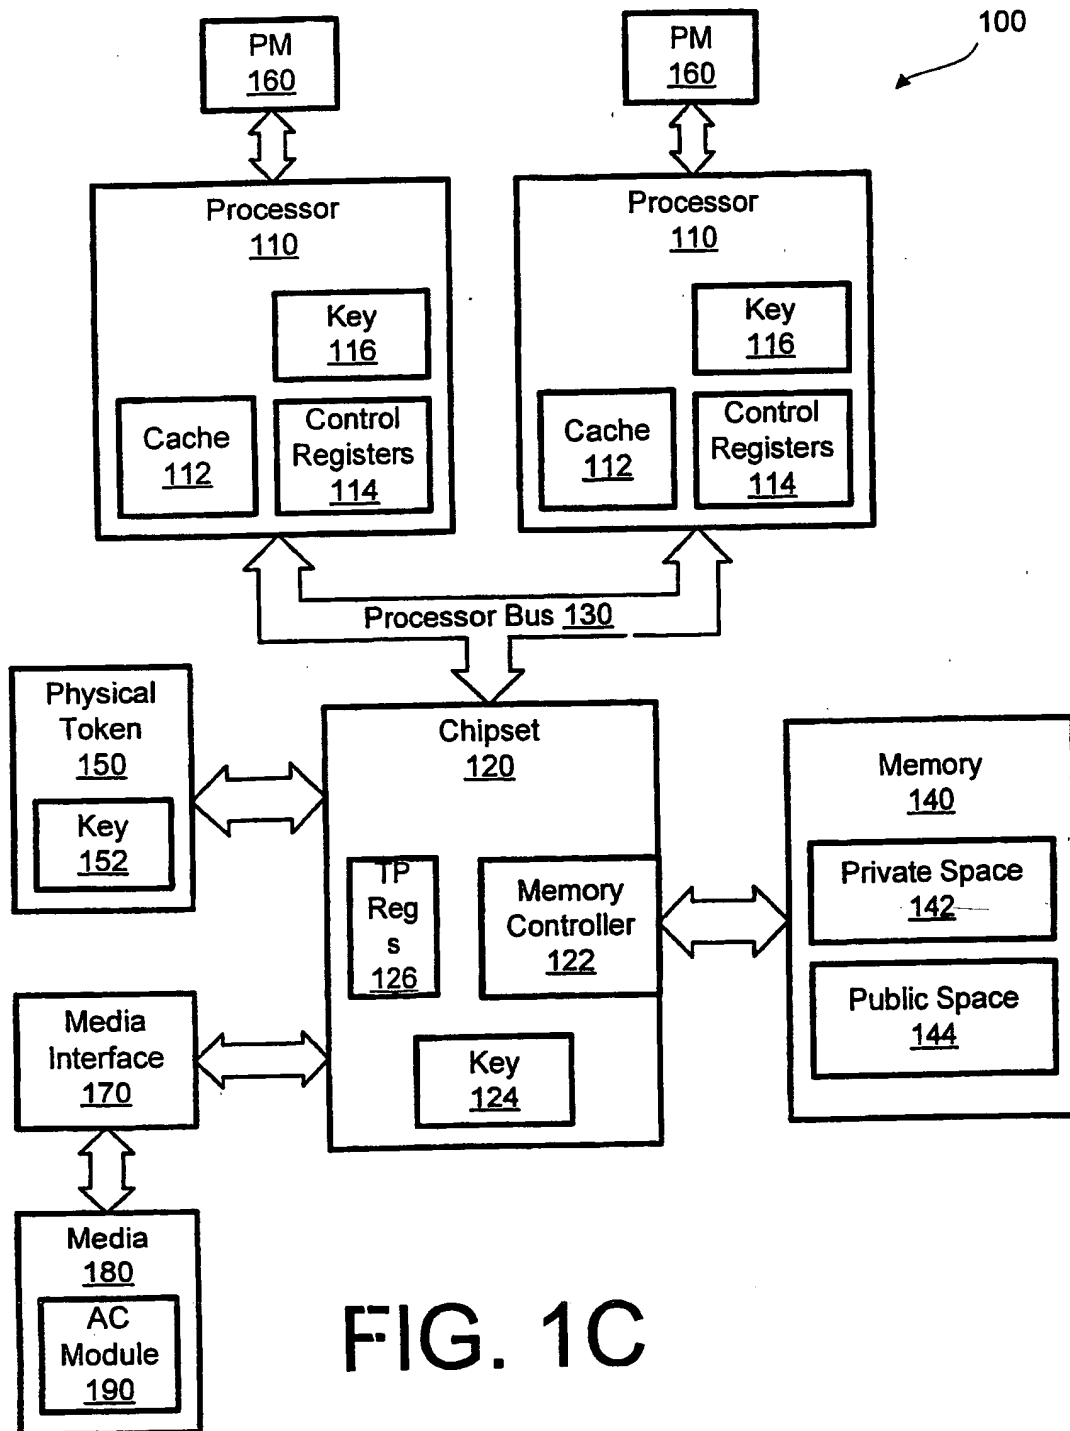 100
PM
160
PM
160
Processor
110
Key
116
Cache
112
Control
Registers
114
Processor
110
Key
116
Cache
112
Control
Registers
114
Processor Bus 130
Physical
Token
150
Key
152
Chipset
120
TP
Reg
s
126
Memory
Controller
122
Key
124
Memory
140
Private Space
142
Public Space
144
Media
Interface
170
Media
180
AC
Module
190
FIG. 1C